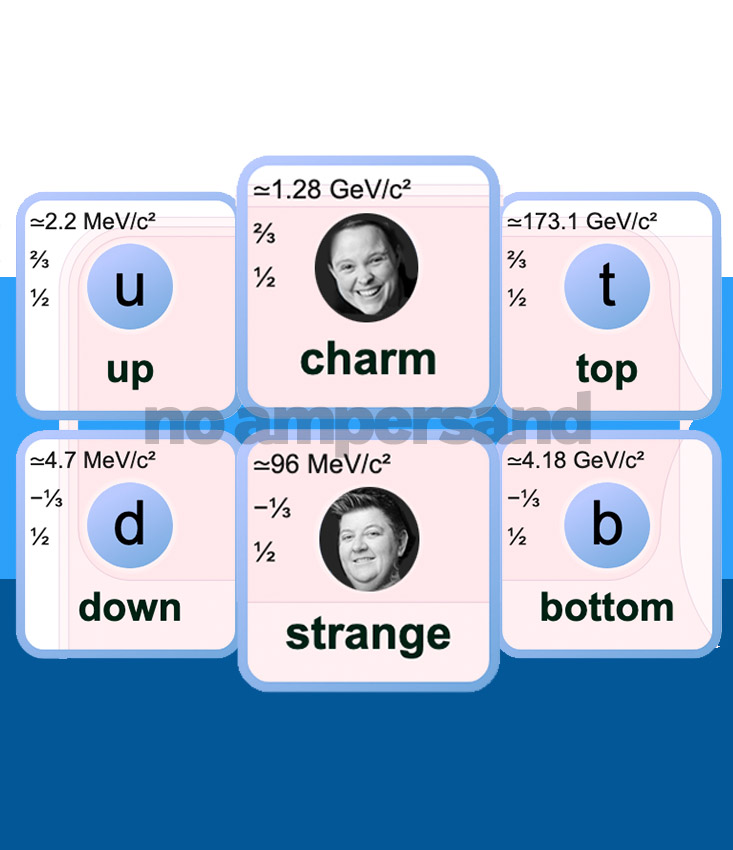 ≃2.2 MeV/c²
⅔
½
u
up
≃1.28 GeV/c²
⅔
½
charm
≃173.1 GeV/c²
⅔
½
t
top
no ampersand
≃4.7 MeV/c²
−⅓
½
d
down
≃96 MeV/c²
−⅓
½
strange
≃4.18 GeV/c²
−⅓
½
b
bottom